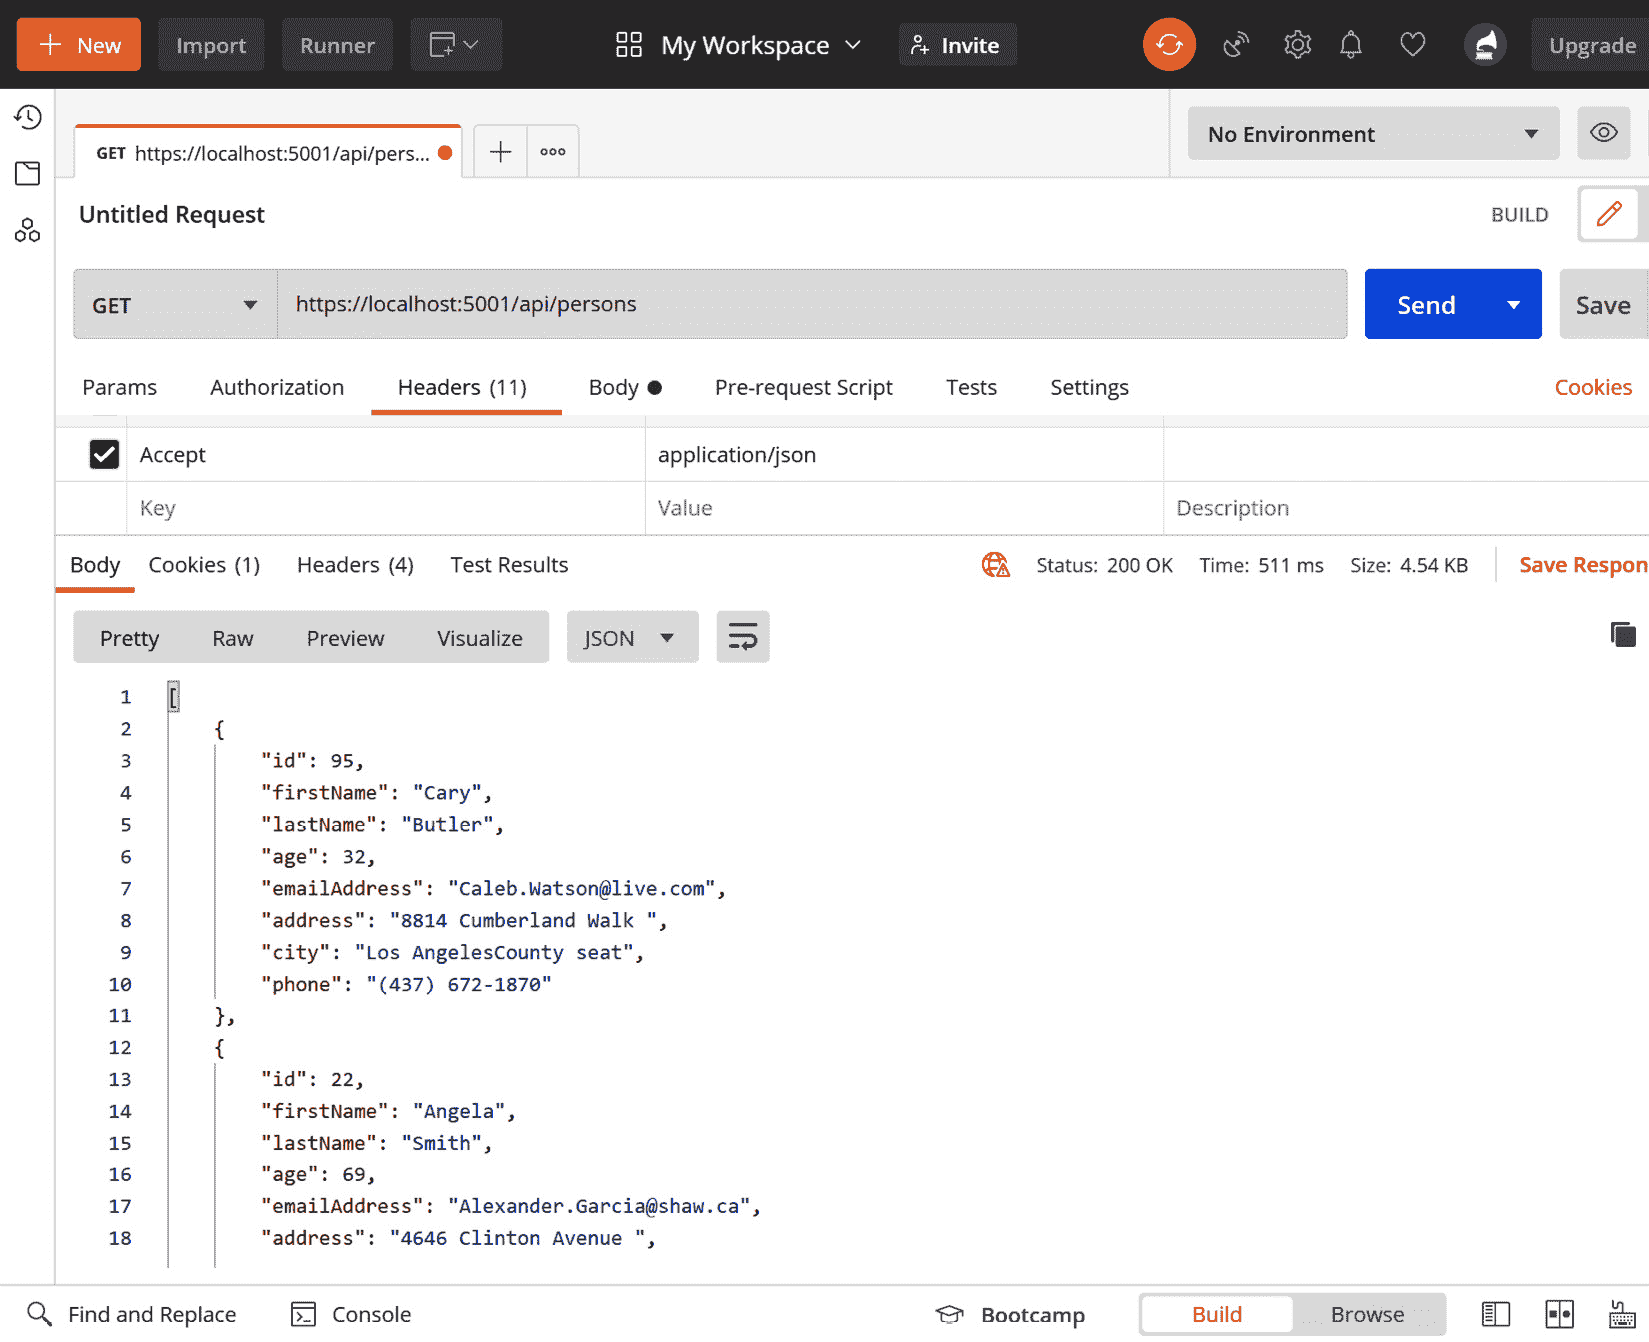 New Import Runner My Workspace Invite Upgrade
GET https://localhost:5001/api/pers... No Environment
Untitled Request BUILD
GET https://localhost:5001/api/persons Send Save
Params Authorization Headers (11) Body Pre-request Script Tests Settings Cookies
Accept application/json
Key Value Description
Body Cookies (1) Headers (4) Test Results Status: 200 OK Time: 511 ms Size: 4.54 KB Save Respon
Pretty Raw Preview Visualize JSON
1 [
2 {
3 "id": 95,
4 "firstName": "Cary",
5 "lastName": "Butler",
6 "age": 32,
7 "emailAddress": "Caleb.Watson@live.com",
8 "address": "8814 Cumberland Walk ",
9 "city": "Los AngelesCounty seat",
10 "phone": "(437) 672-1870"
11 },
12 {
13 "id": 22,
14 "firstName": "Angela",
15 "lastName": "Smith",
16 "age": 69,
17 "emailAddress": "Alexander.Garcia@shaw.ca",
18 "address": "4646 Clinton Avenue ",
Find and Replace Console Bootcamp Build Browse